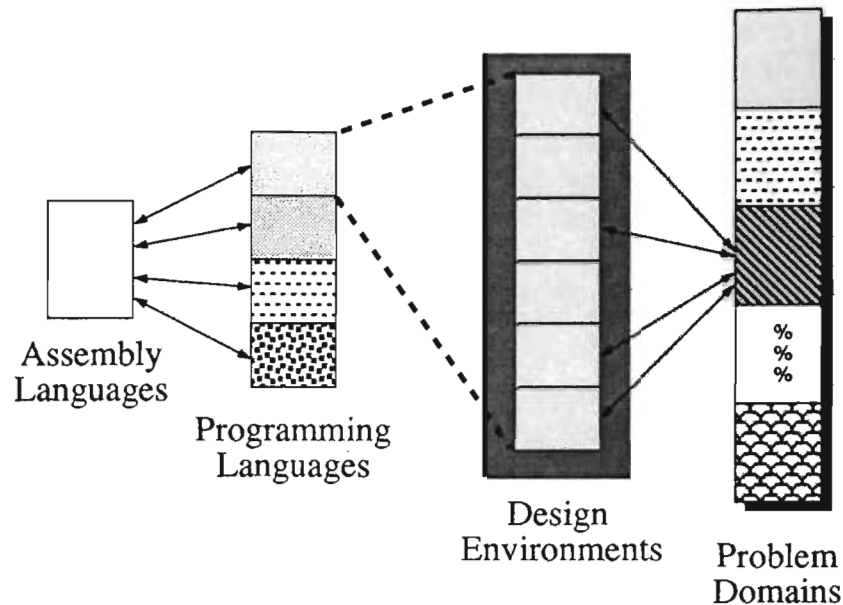 %
%
%
Assembly
Languages
Programming
Languages
Design
Environments
Problem
Domains